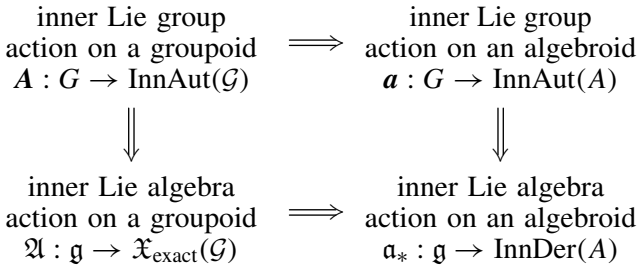 inner Lie group
action on a groupoid
𝑨 : G → InnAut(𝒢)
⟹
inner Lie group
action on an algebroid
𝒂 : G → InnAut(A)
⇓
⇓
inner Lie algebra
action on a groupoid
𝔄 : 𝔤 → 𝔛exact(𝒢)
⟹
inner Lie algebra
action on an algebroid
𝔞∗ : 𝔤 → InnDer(A)